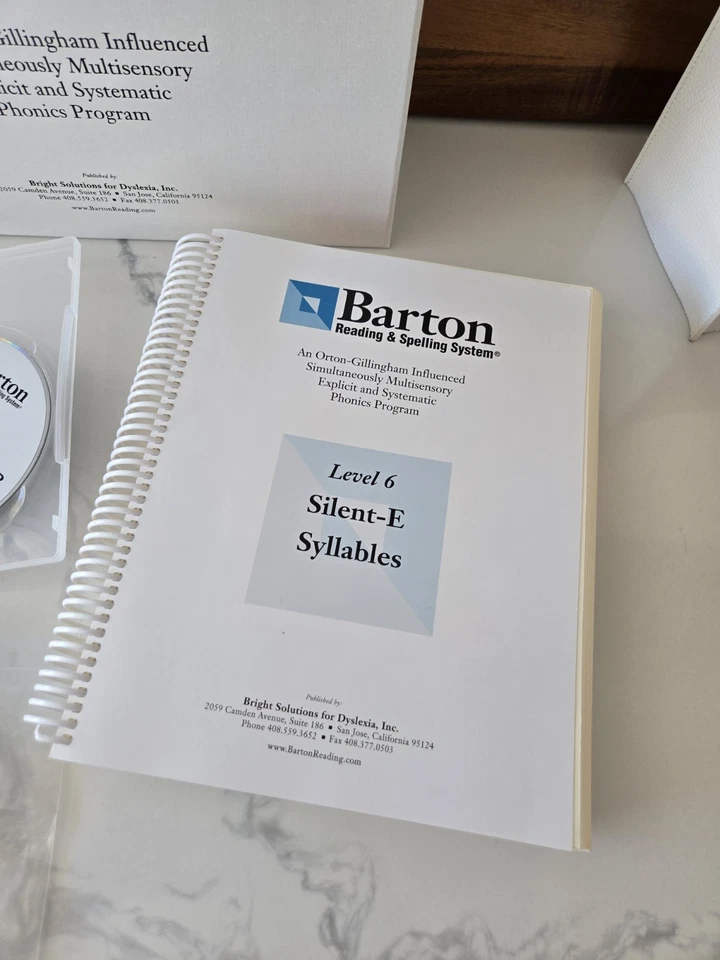 Gillingham Influenced
Multisensory
and Systematic
Phonics Program
Published by
Bright Solutions for Dyslexia, Inc.
2059 Camden Avenue, Suite 186 ▪ San Jose, California 95124
Phone 408.559.3652 ▪ Fax 408.377.0503
www.BartonReading.com
Barton
Reading & Spelling System®
An Orton-Gillingham Influenced
Simultaneously Multisensory
Explicit and Systematic
Phonics Program
Level 6
Silent-E
Syllables
Published by:
Bright Solutions for Dyslexia, Inc.
2059 Camden Avenue, Suite 186 ▪ San Jose, California 95124
Phone 408.559.3652 ▪ Fax 408.377.0503
www.BartonReading.com